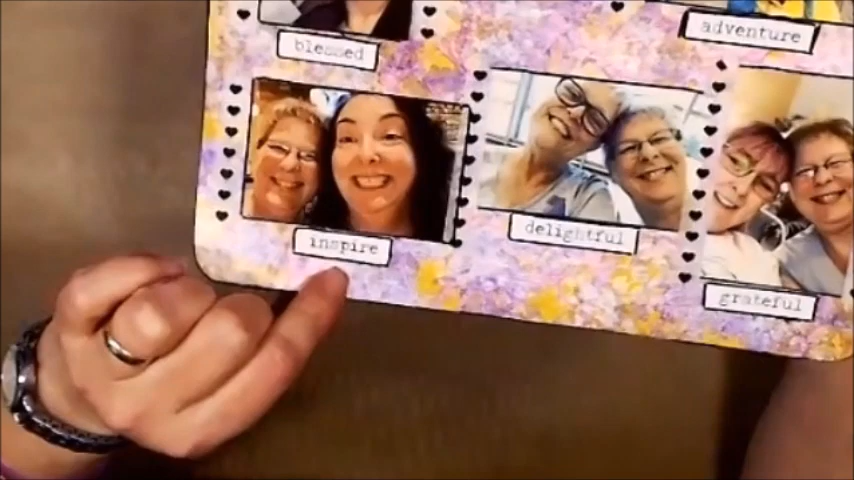 blessed
adventure
inspire
delightful
grateful